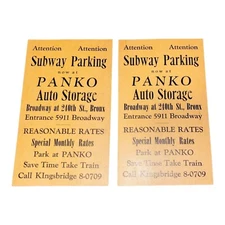 Attention Attention
Subway Parking
now at
PANKO
Auto Storage
Broadway at 240th St., Bronx
Entrance 5911 Broadway
REASONABLE RATES
Special Monthly Rates
Park at PANKO
Save Time Take Train
Call KIngsbridge 8-0709
Attention Attention
Subway Parking
now at
PANKO
Auto Storage
Broadway at 240th St., Bronx
Entrance 5911 Broadway
REASONABLE RATES
Special Monthly Rates
Park at PANKO
Save Time Take Train
Call KIngsbridge 8-0709